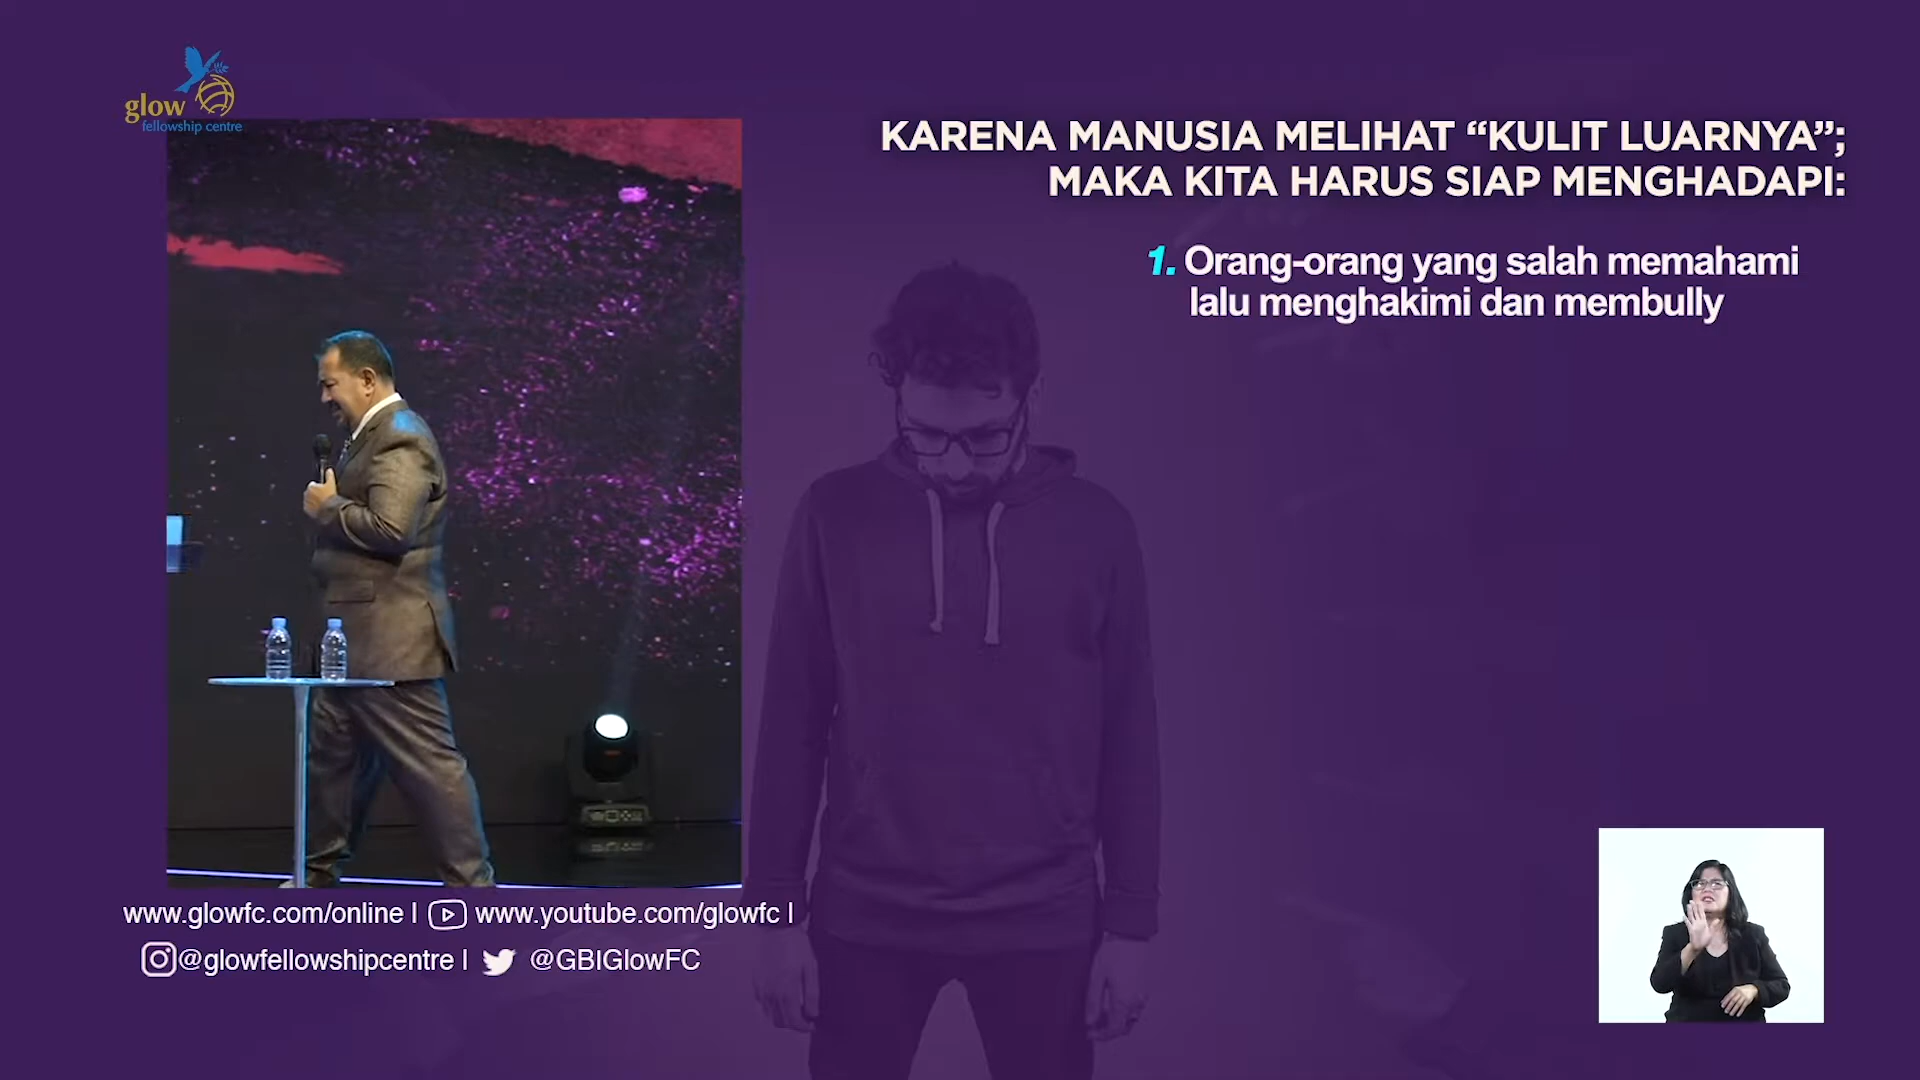 glow
fellowship centre
KARENA MANUSIA MELIHAT “KULIT LUARNYA”;
MAKA KITA HARUS SIAP MENGHADAPI:
1. Orang-orang yang salah memahami
lalu menghakimi dan membully
www.glowfc.com/online | www.youtube.com/glowfc |
@glowfellowshipcentre | @GBIGlowFC